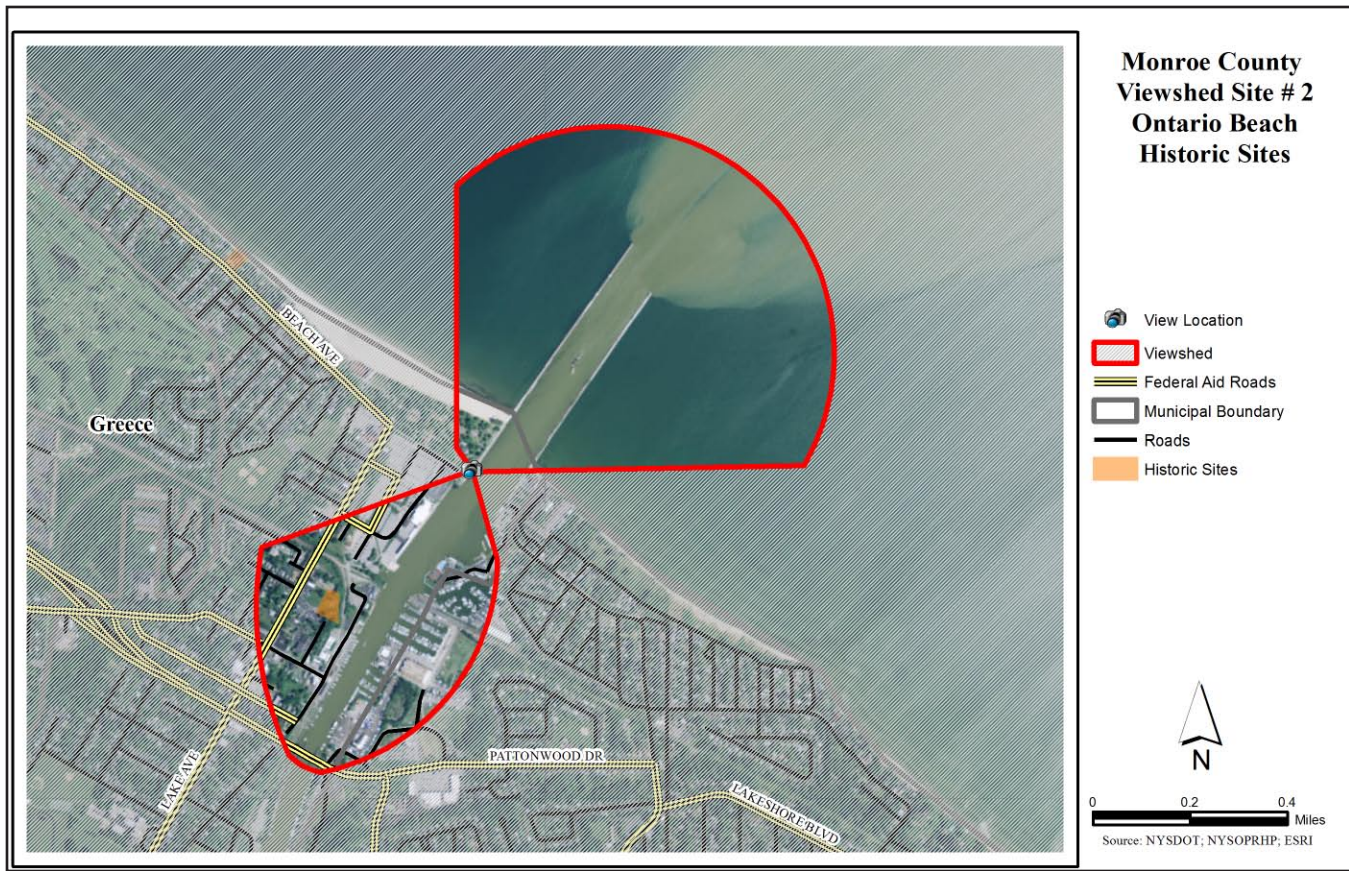 Monroe County
Viewshed Site # 2
Ontario Beach
Historic Sites
View Location
Viewshed
Federal Aid Roads
Municipal Boundary
Roads
Historic Sites
BEACH AVE
Greece
LAKE AVE
PATTONWOOD DR
LAKESHORE BLVD
N
0 0.2 0.4
Miles
Source: NYSDOT; NYSOPRHP; ESRI